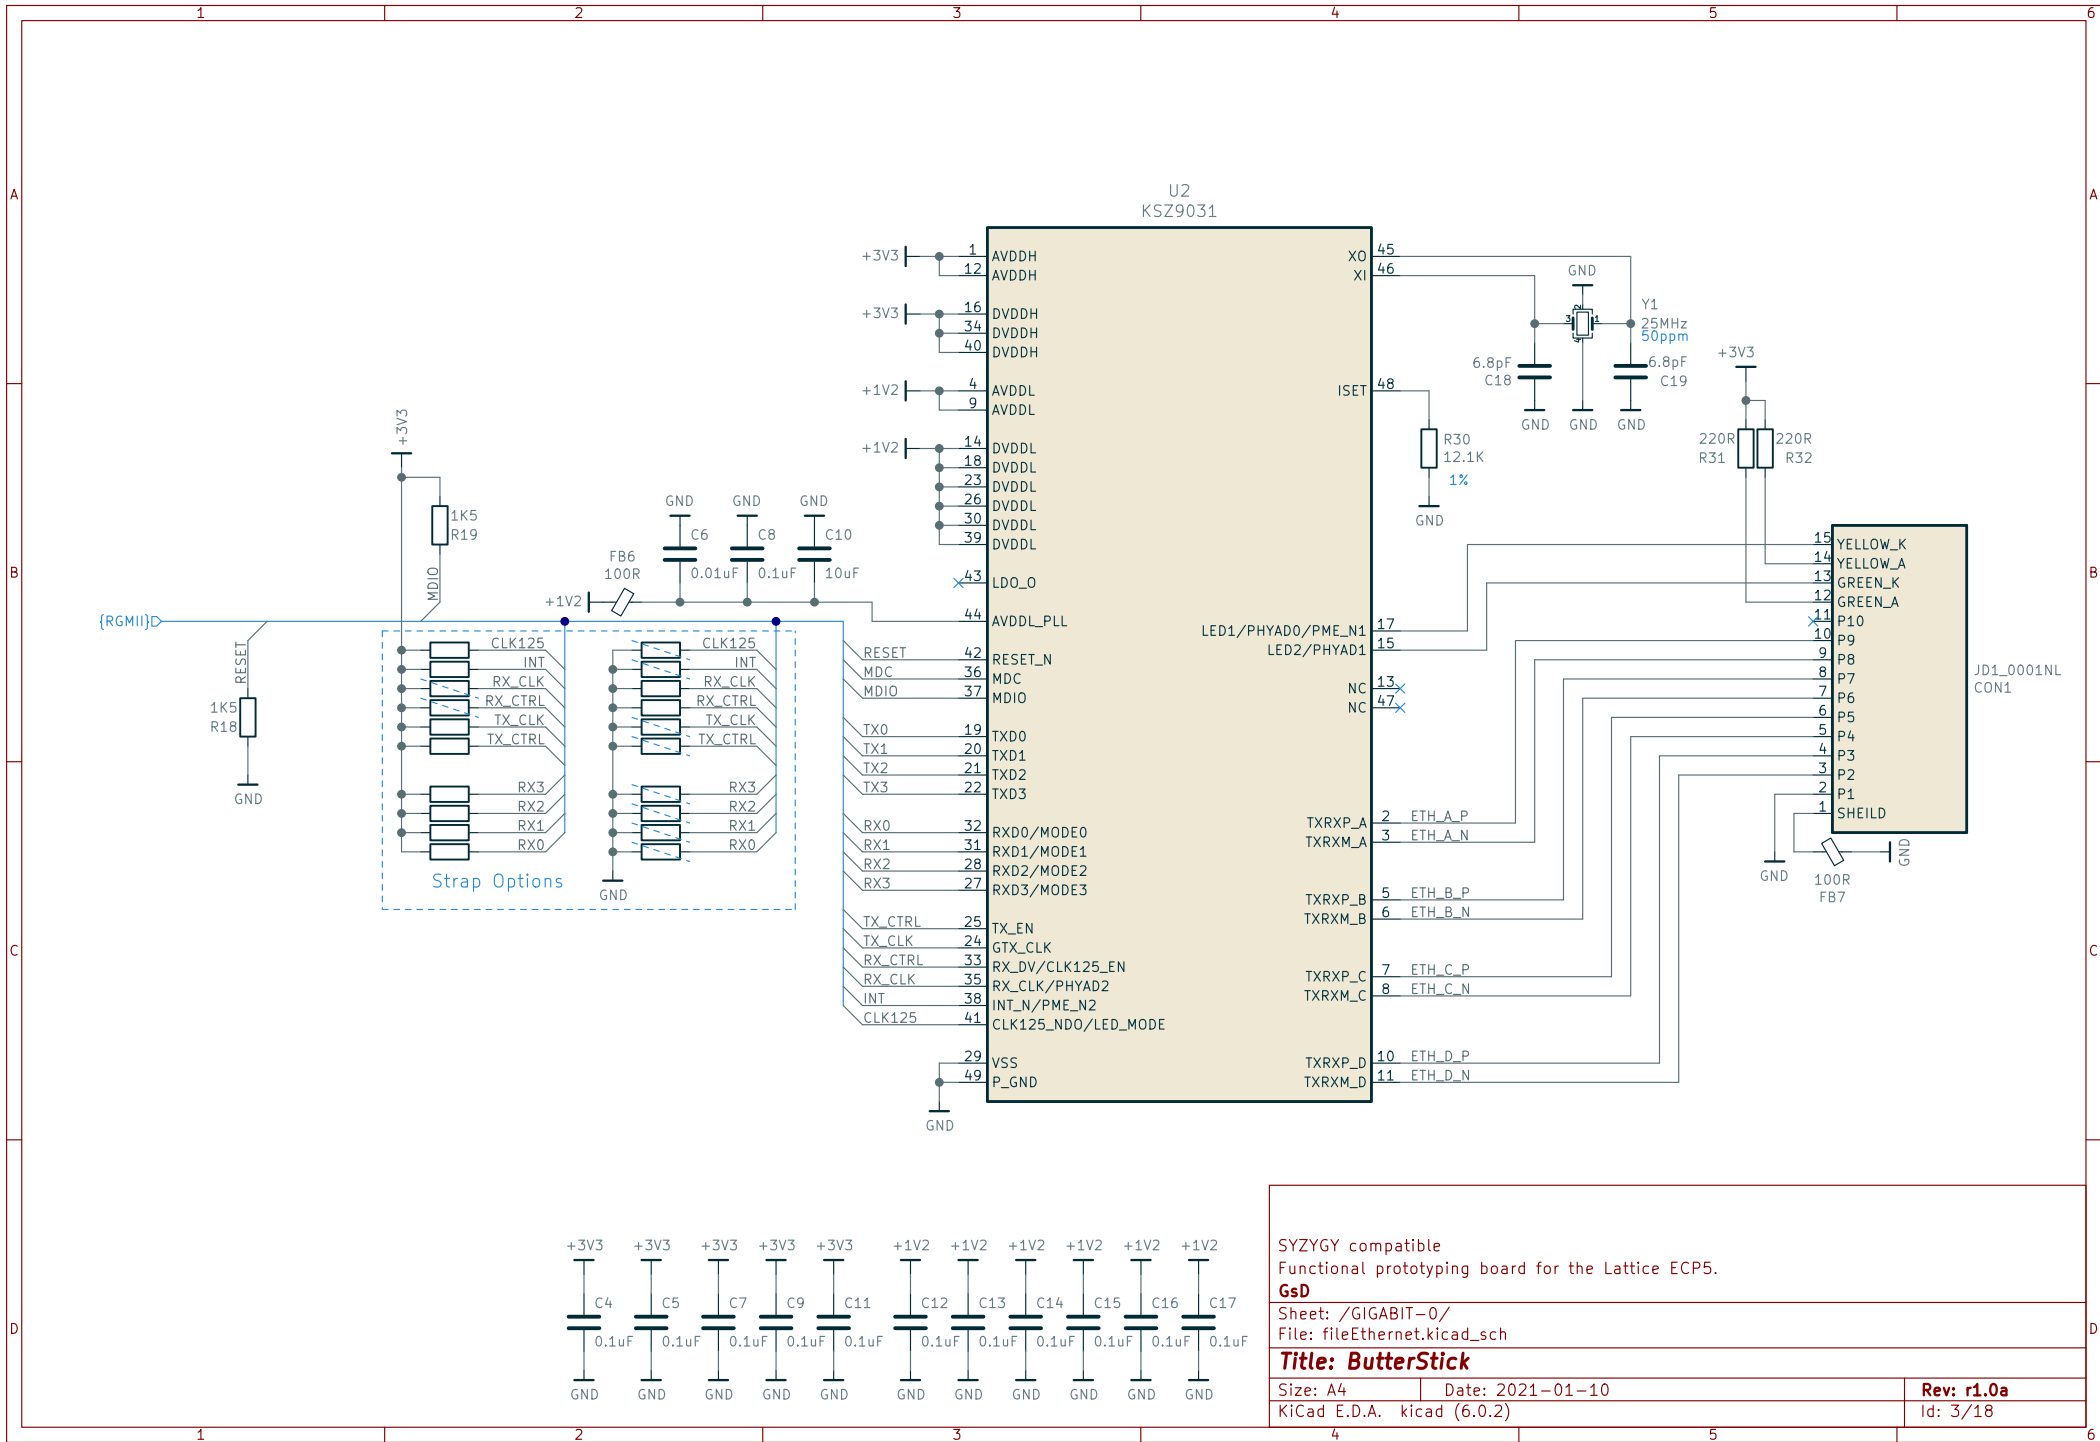 1 2 3 4 5 6
A
B
C
D
A
B
C
D
1 2 3 4 5 6
U2
KSZ9031
+3V3
1 AVDDH
12 AVDDH
+3V3
16 DVDDH
34 DVDDH
40 DVDDH
+1V2
4 AVDDL
9 AVDDL
+1V2
14 DVDDL
18 DVDDL
23 DVDDL
26 DVDDL
30 DVDDL
39 DVDDL
43 LDO_O
44 AVDDL_PLL
RESET 42 RESET_N
MDC 36 MDC
MDIO 37 MDIO
TX0 19 TXD0
TX1 20 TXD1
TX2 21 TXD2
TX3 22 TXD3
RX0 32 RXD0/MODE0
RX1 31 RXD1/MODE1
RX2 28 RXD2/MODE2
RX3 27 RXD3/MODE3
TX_CTRL 25 TX_EN
TX_CLK 24 GTX_CLK
RX_CTRL 33 RX_DV/CLK125_EN
RX_CLK 35 RX_CLK/PHYAD2
INT 38 INT_N/PME_N2
CLK125 41 CLK125_NDO/LED_MODE
29 VSS
49 P_GND
GND
XO 45
XI 46
ISET 48
LED1/PHYAD0/PME_N1 17
LED2/PHYAD1 15
NC 13
NC 47
TXRXP_A 2 ETH_A_P
TXRXM_A 3 ETH_A_N
TXRXP_B 5 ETH_B_P
TXRXM_B 6 ETH_B_N
TXRXP_C 7 ETH_C_P
TXRXM_C 8 ETH_C_N
TXRXP_D 10 ETH_D_P
TXRXM_D 11 ETH_D_N
GND
2
3
1
4
Y1
25MHz
50ppm
6.8pF
C18
6.8pF
C19
GND
GND
GND
R30
12.1K
1%
GND
+3V3
220R
R31
220R
R32
15 YELLOW_K
14 YELLOW_A
13 GREEN_K
12 GREEN_A
11 P10
10 P9
9 P8
8 P7
7 P6
6 P5
5 P4
4 P3
3 P2
2 P1
1 SHEILD
JD1_0001NL
CON1
GND
100R
FB7
GND
+3V3
1K5
R19
MDIO
{RGMII}
RESET
1K5
R18
GND
CLK125
INT
RX_CLK
RX_CTRL
TX_CLK
TX_CTRL
RX3
RX2
RX1
RX0
Strap Options
CLK125
INT
RX_CLK
RX_CTRL
TX_CLK
TX_CTRL
RX3
RX2
RX1
RX0
GND
+1V2
FB6
100R
GND
C6
0.01uF
GND
C8
0.1uF
GND
C10
10uF
+3V3 +3V3 +3V3 +3V3 +3V3 +1V2 +1V2 +1V2 +1V2 +1V2 +1V2
C4 C5 C7 C9 C11 C12 C13 C14 C15 C16 C17
0.1uF 0.1uF 0.1uF 0.1uF 0.1uF 0.1uF 0.1uF 0.1uF 0.1uF 0.1uF 0.1uF
GND GND GND GND GND GND GND GND GND GND GND
SYZYGY compatible
Functional prototyping board for the Lattice ECP5.
GsD
Sheet: /GIGABIT-0/
File: fileEthernet.kicad_sch
Title: ButterStick
Size: A4 Date: 2021-01-10 Rev: r1.0a
KiCad E.D.A. kicad (6.0.2) Id: 3/18